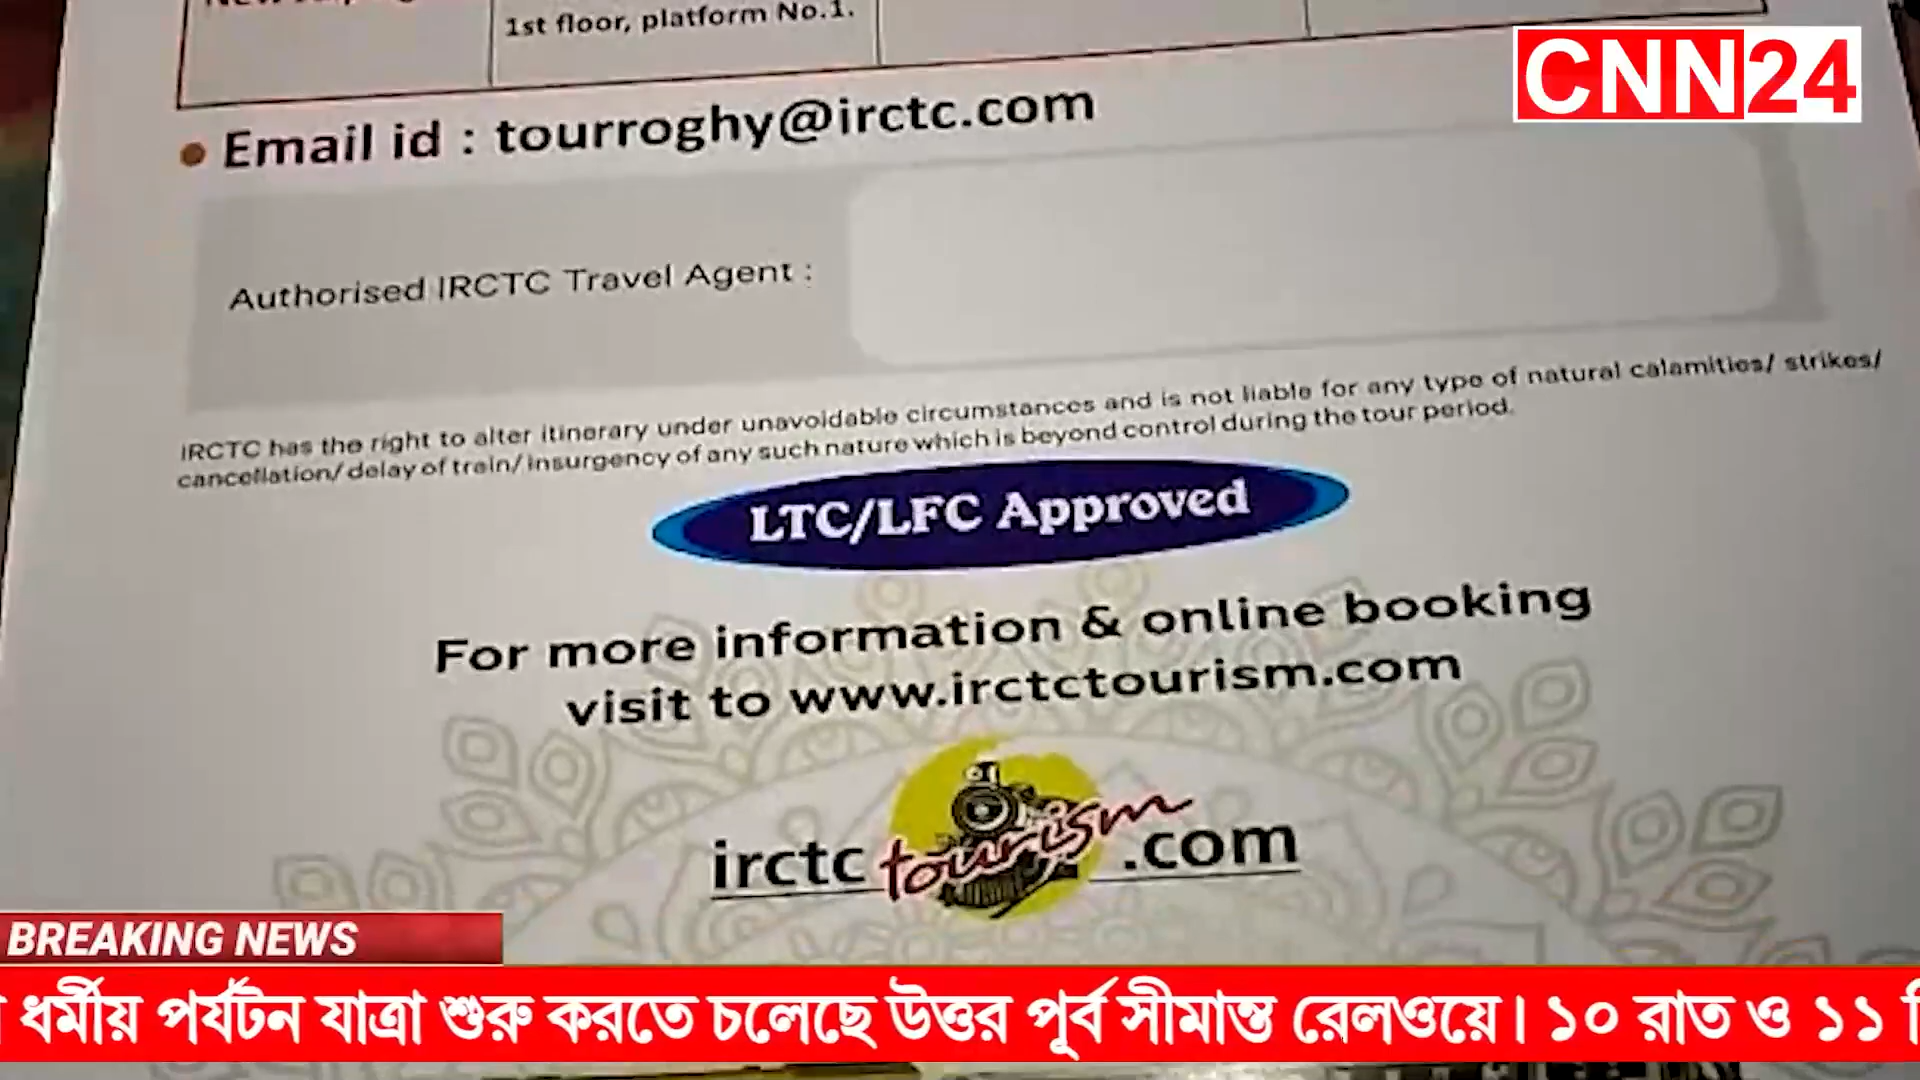 1st floor, platform No.1.
CNN24
Email id : tourroghy@irctc.com
Authorised IRCTC Travel Agent :
IRCTC has the right to alter itinerary under unavoidable circumstances and is not liable for any type of natural calamities/ strikes/
cancellation/ delay of train/ insurgency of any such nature which is beyond control during the tour period.
LTC/LFC Approved
For more information & online booking
visit to www.irctctourism.com
irctc tourism .com
BREAKING NEWS
ধর্মীয় পর্যটন যাত্রা শুরু করতে চলেছে উত্তর পূর্ব সীমান্ত রেলওয়ে। ১০ রাত ও ১১